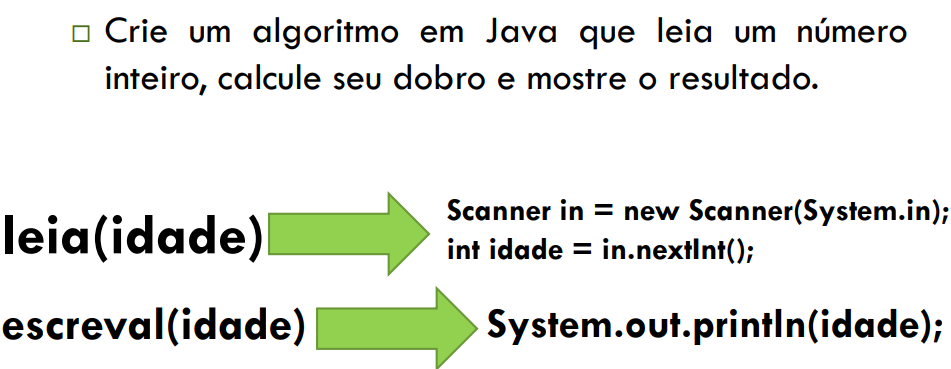 Crie um algoritmo em Java que leia um número
inteiro, calcule seu dobro e mostre o resultado.
leia(idade)
Scanner in = new Scanner(System.in);
int idade = in.nextInt();
escreval(idade)
System.out.println(idade);